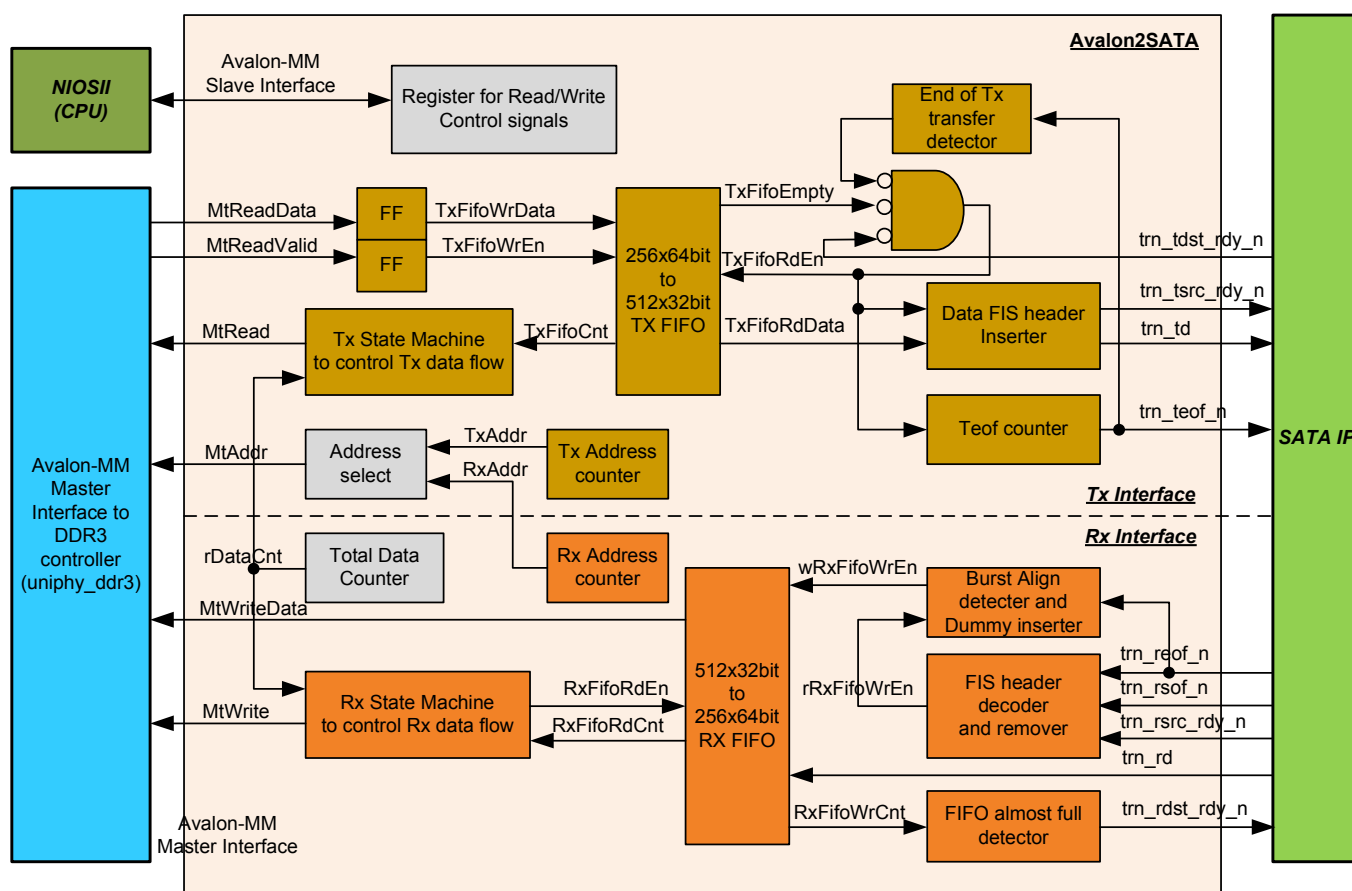 Avalon2SATA
NIOSII
(CPU)
Avalon-MM
Slave Interface
Register for Read/Write
Control signals
End of Tx
transfer
detector
MtReadData
FF
TxFifoWrData
TxFifoEmpty
MtReadValid
FF
TxFifoWrEn
256x64bit
to
512x32bit
TX FIFO
TxFifoRdEn
trn_tdst_rdy_n
trn_tsrc_rdy_n
MtRead
Tx State Machine
to control Tx data flow
TxFifoCnt
TxFifoRdData
Data FIS header
Inserter
trn_td
Teof counter
trn_teof_n
SATA IP
MtAddr
Address
select
TxAddr
RxAddr
Tx Address
counter
Tx Interface
Avalon-MM
Master
Interface to
DDR3
controller
(uniphy_ddr3)
Rx Interface
rDataCnt
Total Data
Counter
Rx Address
counter
wRxFifoWrEn
Burst Align
detecter and
Dummy inserter
MtWriteData
512x32bit
to
256x64bit
RX FIFO
trn_reof_n
rRxFifoWrEn
FIS header
decoder
and remover
trn_rsof_n
trn_rsrc_rdy_n
MtWrite
Rx State Machine
to control Rx data flow
RxFifoRdEn
RxFifoRdCnt
trn_rd
RxFifoWrCnt
FIFO almost full
detector
trn_rdst_rdy_n
Avalon-MM
Master Interface